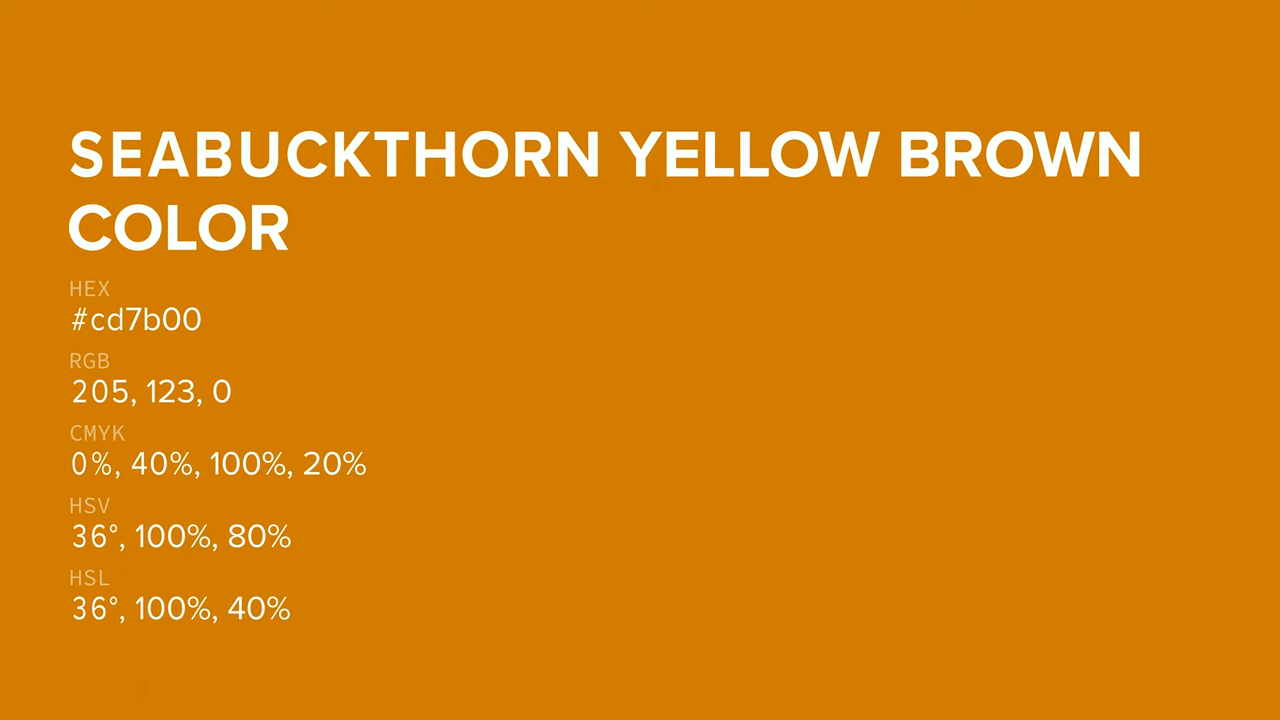 SEABUCKTHORN YELLOW BROWN
COLOR
HEX
#cd7b00
RGB
205, 123, 0
CMYK
0%, 40%, 100%, 20%
HSV
36°, 100%, 80%
HSL
36°, 100%, 40%